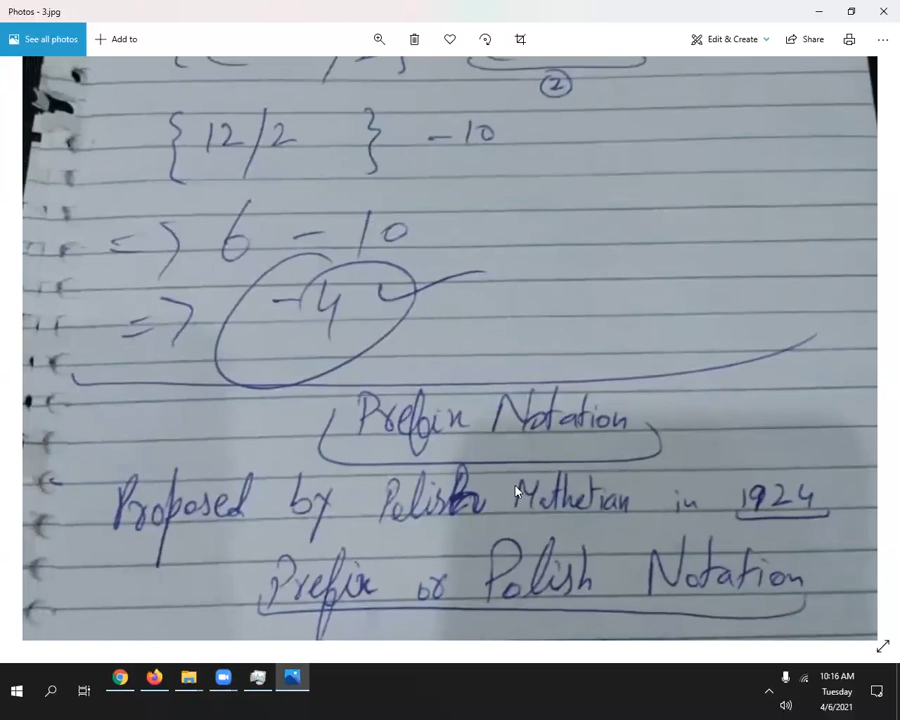 Photos - 3.jpg
See all photos
Add to
Edit & Create
Share
2
{ 12/2 } - 10
=> 6 - 10
=> -4
Prefix Notation
Proposed by Polish Mathetian in 1924
Prefix or Polish Notation
10:16 AM
Tuesday
4/6/2021